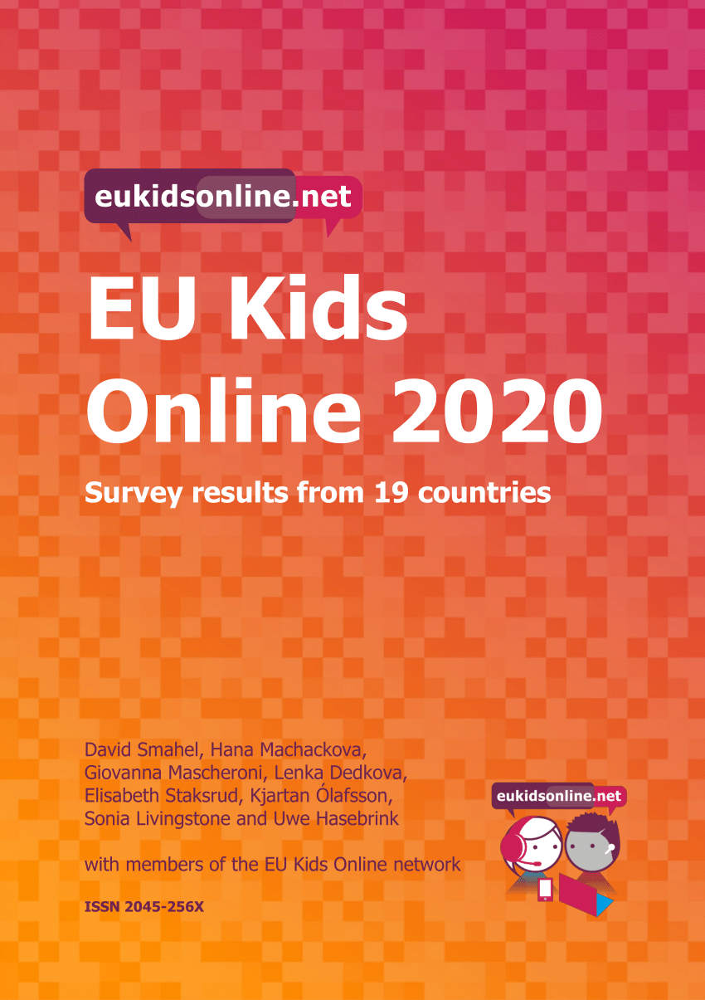 eukidsonline.net
EU Kids
Online 2020
Survey results from 19 countries
David Smahel, Hana Machackova,
Giovanna Mascheroni, Lenka Dedkova,
Elisabeth Staksrud, Kjartan Ólafsson,
Sonia Livingstone and Uwe Hasebrink
with members of the EU Kids Online network
ISSN 2045-256X
eukidsonline.net